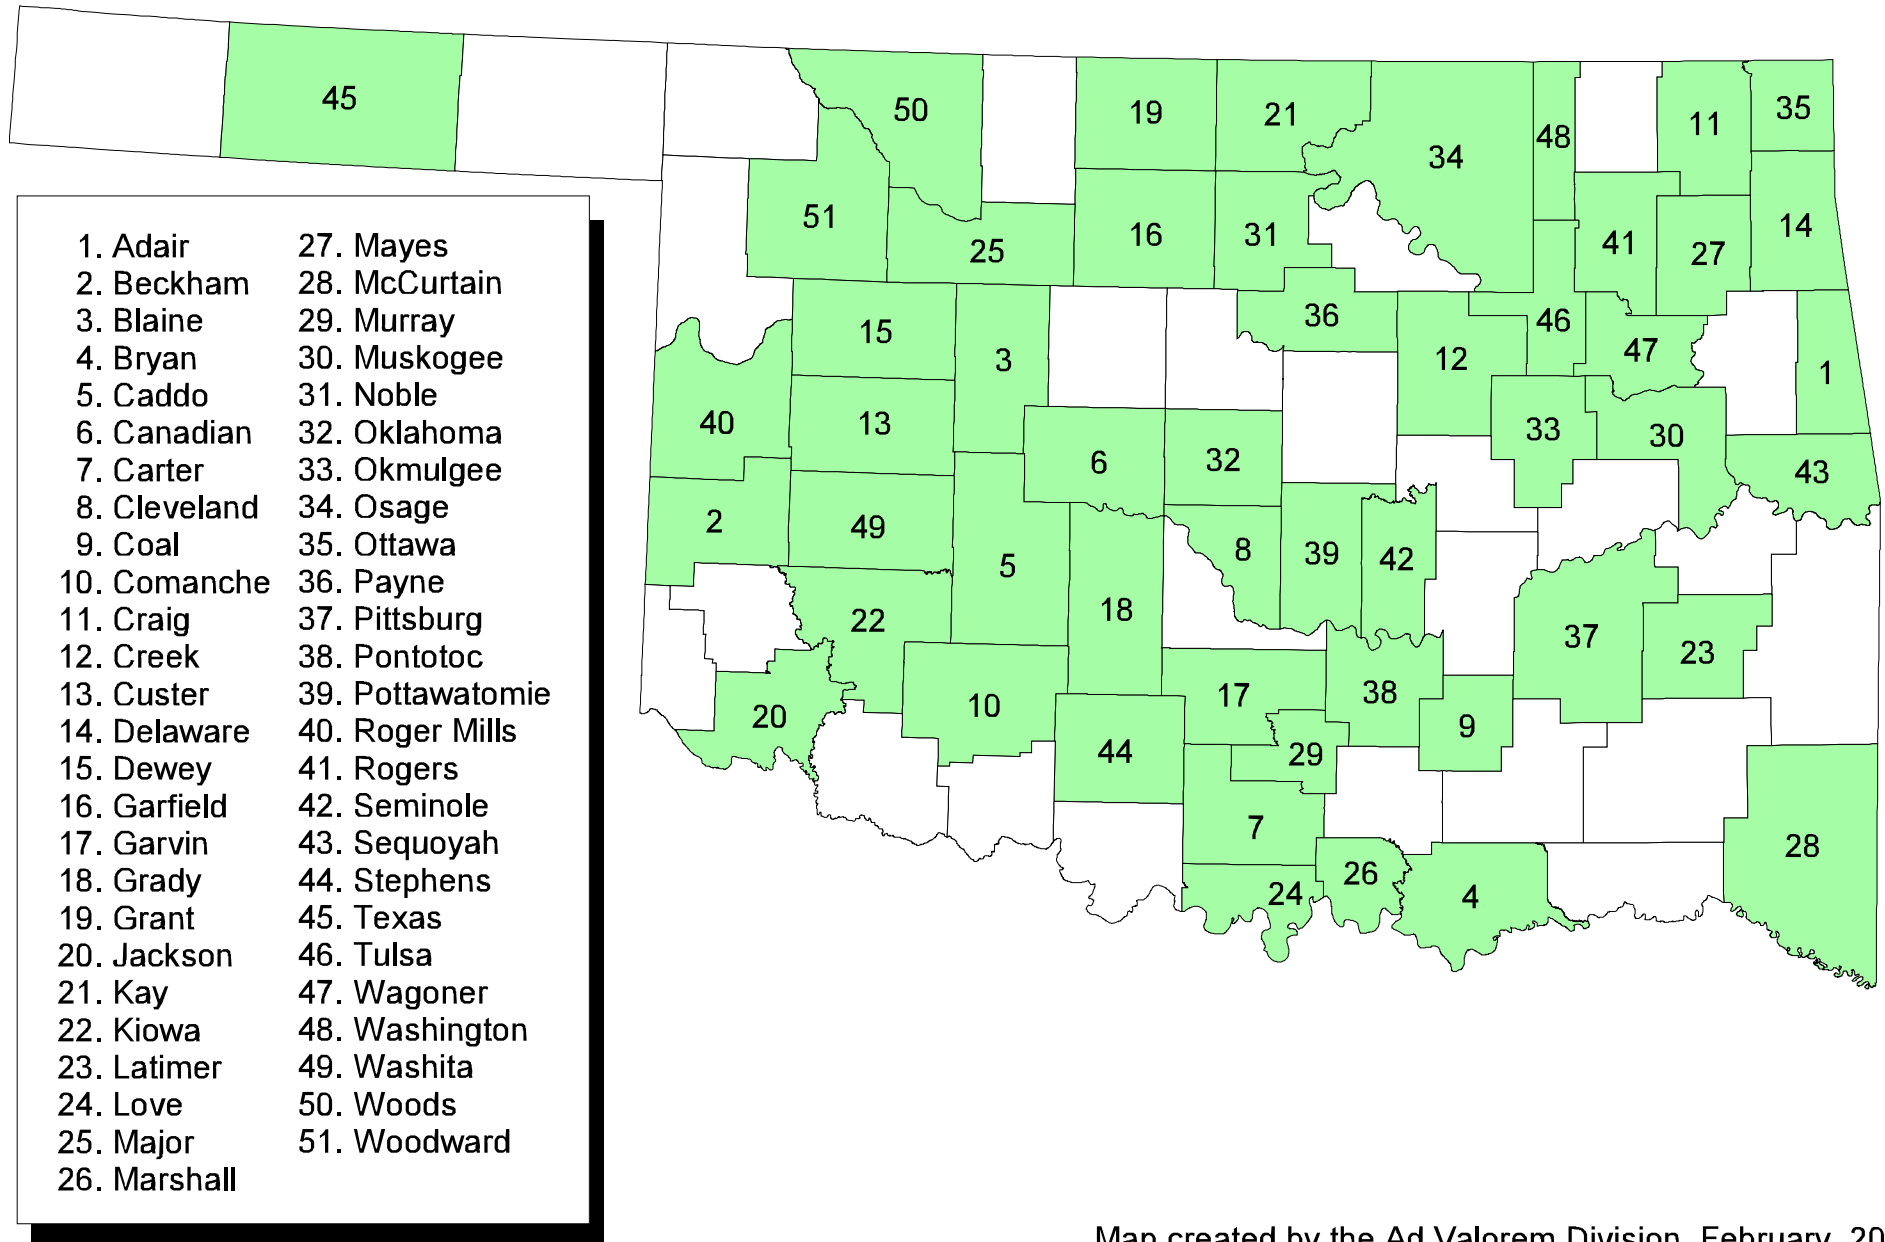 45
50
19
21
34
48
11
35
51
25
16
31
41
27
14
15
3
36
12
46
47
1
40
13
6
32
33
30
43
2
49
5
18
8
39
42
22
37
23
20
10
17
38
9
44
29
7
26
24
4
28
1. Adair
2. Beckham
3. Blaine
4. Bryan
5. Caddo
6. Canadian
7. Carter
8. Cleveland
9. Coal
10. Comanche
11. Craig
12. Creek
13. Custer
14. Delaware
15. Dewey
16. Garfield
17. Garvin
18. Grady
19. Grant
20. Jackson
21. Kay
22. Kiowa
23. Latimer
24. Love
25. Major
26. Marshall
27. Mayes
28. McCurtain
29. Murray
30. Muskogee
31. Noble
32. Oklahoma
33. Okmulgee
34. Osage
35. Ottawa
36. Payne
37. Pittsburg
38. Pontotoc
39. Pottawatomie
40. Roger Mills
41. Rogers
42. Seminole
43. Sequoyah
44. Stephens
45. Texas
46. Tulsa
47. Wagoner
48. Washington
49. Washita
50. Woods
51. Woodward
Map created by the Ad Valorem Division, February, 20